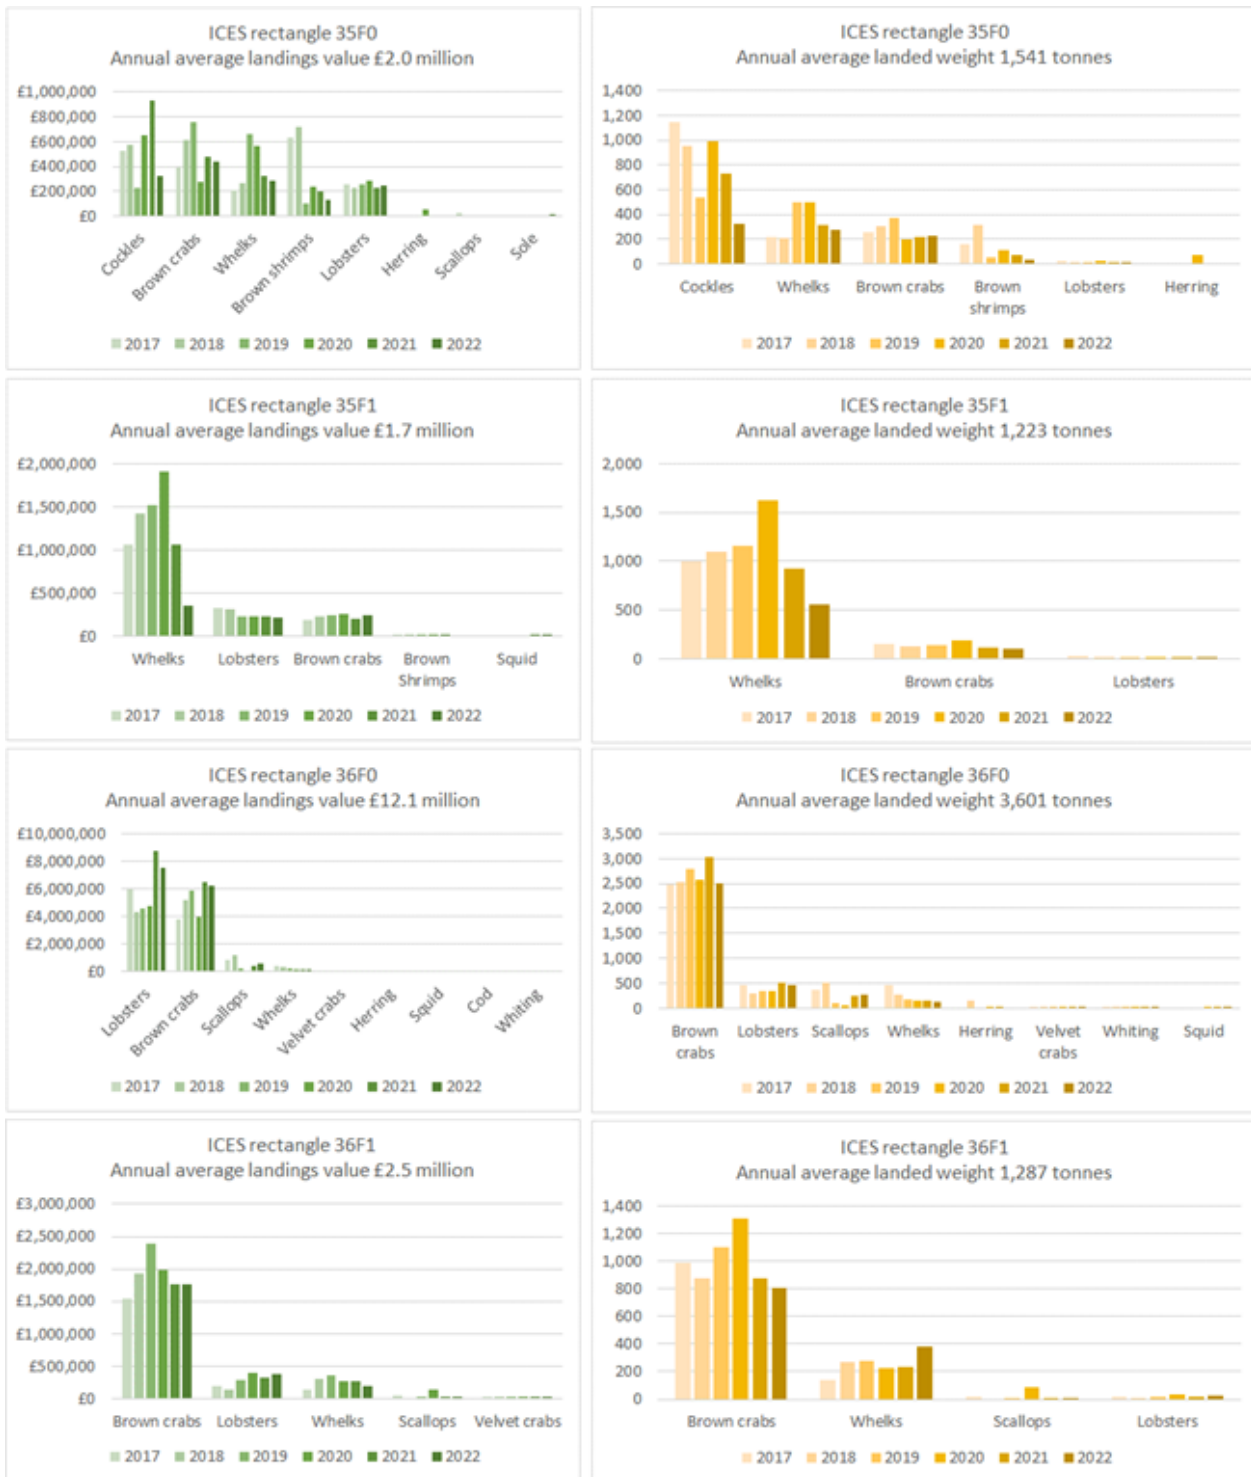 ICES rectangle 35F0
Annual average landings value £2.0 million
£1,000,000
£800,000
£600,000
£400,000
£200,000
£0
Cockles
Brown crabs
Whelks
Brown shrimps
Lobsters
Herring
Scallops
Sole
2017 2018 2019 2020 2021 2022
ICES rectangle 35F0
Annual average landed weight 1,541 tonnes
1,400
1,200
1,000
800
600
400
200
0
Cockles Whelks Brown crabs Brown shrimps Lobsters Herring
2017 2018 2019 2020 2021 2022
ICES rectangle 35F1
Annual average landings value £1.7 million
£2,000,000
£1,500,000
£1,000,000
£500,000
£0
Whelks Lobsters Brown crabs Brown Shrimps Squid
2017 2018 2019 2020 2021 2022
ICES rectangle 35F1
Annual average landed weight 1,223 tonnes
2,000
1,500
1,000
500
0
Whelks Brown crabs Lobsters
2017 2018 2019 2020 2021 2022
ICES rectangle 36F0
Annual average landings value £12.1 million
£10,000,000
£8,000,000
£6,000,000
£4,000,000
£2,000,000
£0
Lobsters
Brown crabs
Scallops
Whelks
Velvet crabs
Herring
Squid
Cod
Whiting
2017 2018 2019 2020 2021 2022
ICES rectangle 36F0
Annual average landed weight 3,601 tonnes
3,500
3,000
2,500
2,000
1,500
1,000
500
0
Brown crabs Lobsters Scallops Whelks Herring Velvet crabs Whiting Squid
2017 2018 2019 2020 2021 2022
ICES rectangle 36F1
Annual average landings value £2.5 million
£3,000,000
£2,500,000
£2,000,000
£1,500,000
£1,000,000
£500,000
£0
Brown crabs Lobsters Whelks Scallops Velvet crabs
2017 2018 2019 2020 2021 2022
ICES rectangle 36F1
Annual average landed weight 1,287 tonnes
1,400
1,200
1,000
800
600
400
200
0
Brown crabs Whelks Scallops Lobsters
2017 2018 2019 2020 2021 2022